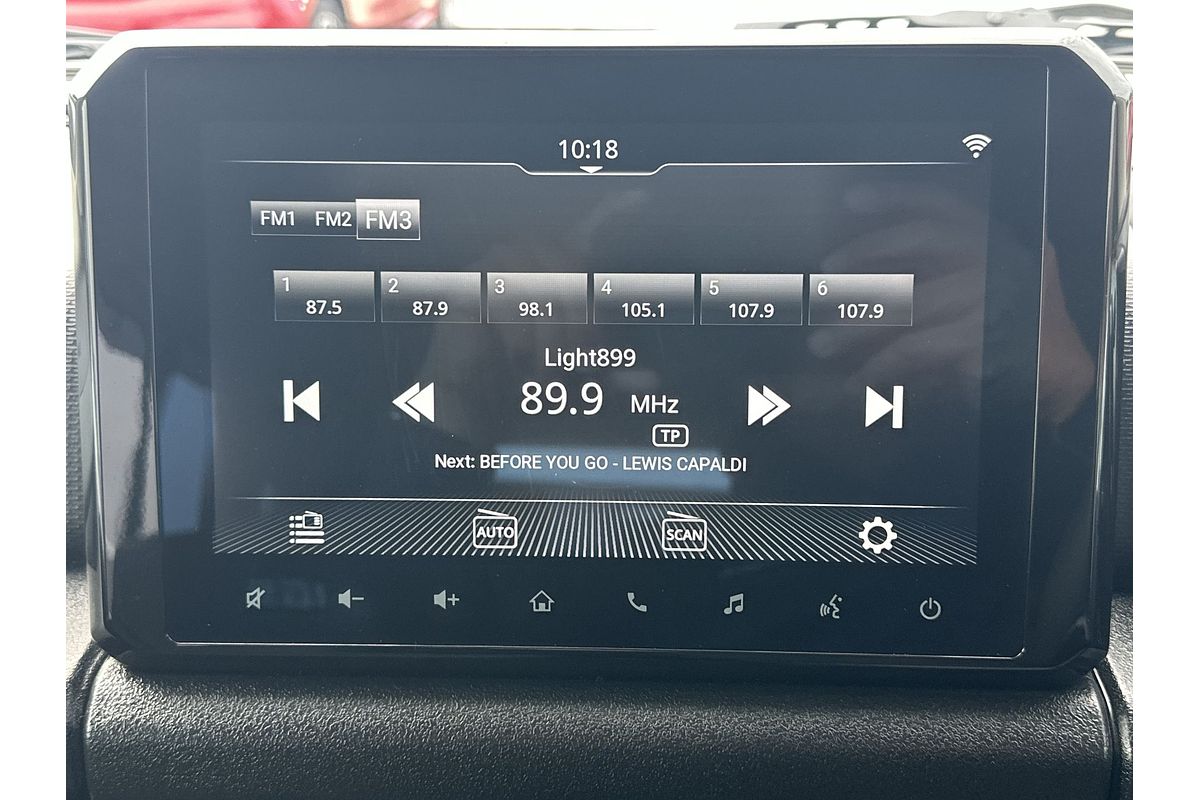 10:18
FM1 FM2 FM3
1 2 3 4 5 6
87.5 87.9 98.1 105.1 107.9 107.9
Light899
89.9 MHz
TP
Next: BEFORE YOU GO - LEWIS CAPALDI
AUTO SCAN